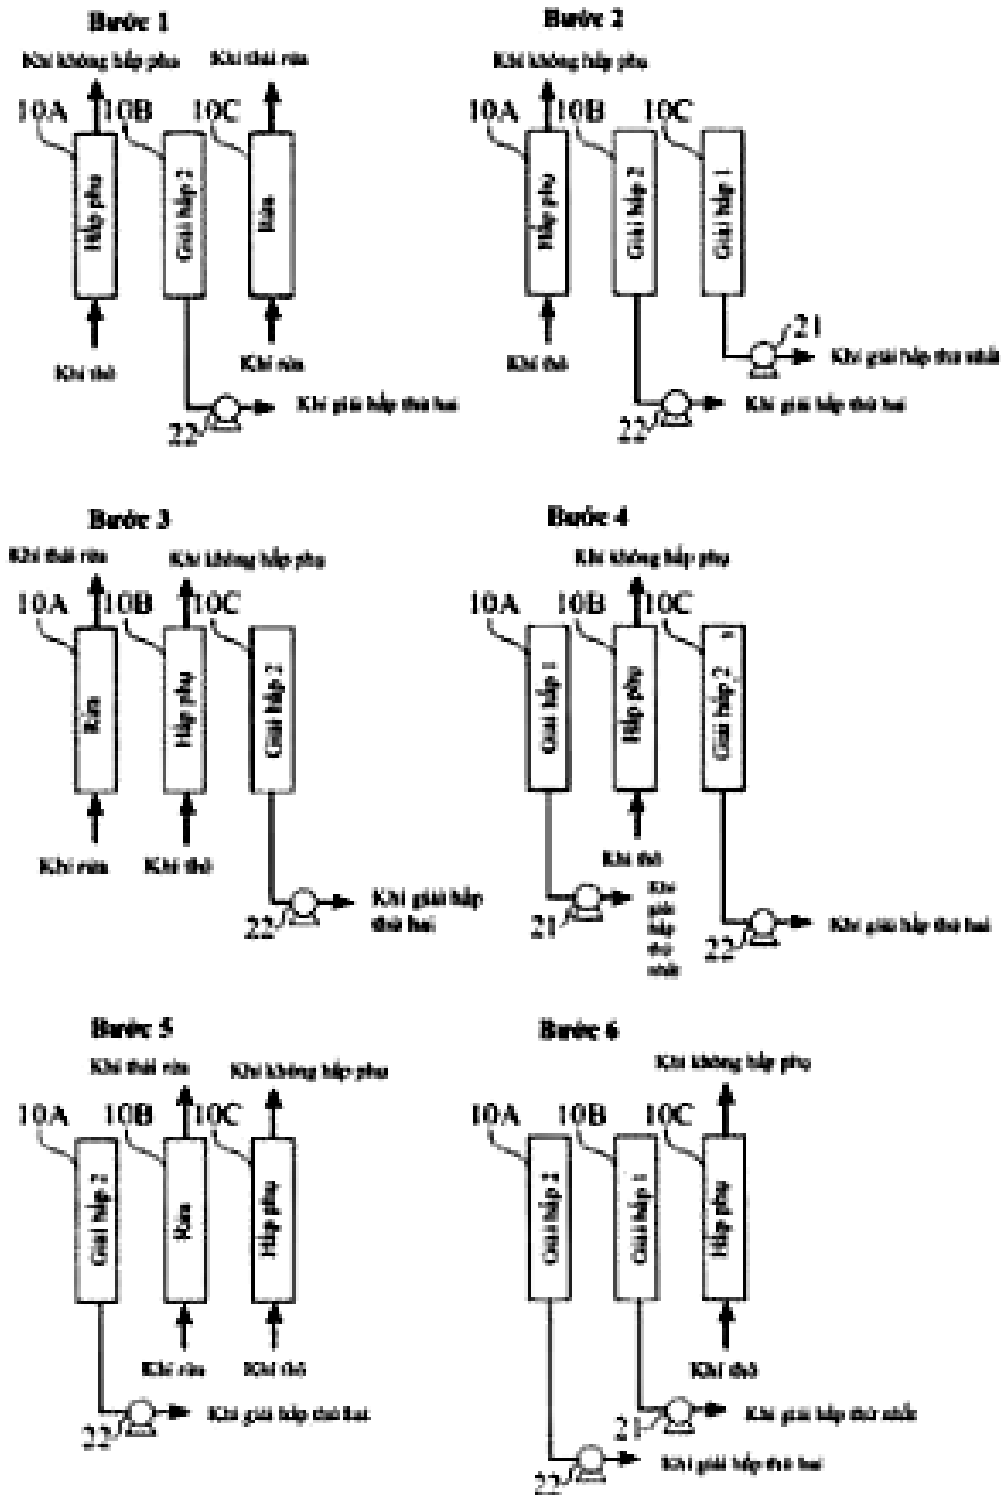 Bước 1
Khí không hấp phụ
Khí thải rửa
10A
10B
10C
Hấp phụ
Giải hấp 2
Rửa
Khí thô
Khí rửa
22
Khí giải hấp thứ hai
Bước 2
Khí không hấp phụ
10A
10B
10C
Hấp phụ
Giải hấp 2
Giải hấp 1
Khí thô
21
Khí giải hấp thứ nhất
22
Khí giải hấp thứ hai
Bước 3
Khí thải rửa
Khí không hấp phụ
10A
10B
10C
Rửa
Hấp phụ
Giải hấp 2
Khí rửa
Khí thô
22
Khí giải hấp
thứ hai
Bước 4
Khí không hấp phụ
10A
10B
10C
Giải hấp 1
Hấp phụ
Giải hấp 2
Khí thô
21
Khí
giải
hấp
thứ
nhất
22
Khí giải hấp thứ hai
Bước 5
Khí thải rửa
Khí không hấp phụ
10A
10B
10C
Giải hấp 2
Rửa
Hấp phụ
Khí rửa
Khí thô
22
Khí giải hấp thứ hai
Bước 6
Khí không hấp phụ
10A
10B
10C
Giải hấp 2
Giải hấp 1
Hấp phụ
Khí thô
21
Khí giải hấp thứ nhất
22
Khí giải hấp thứ hai